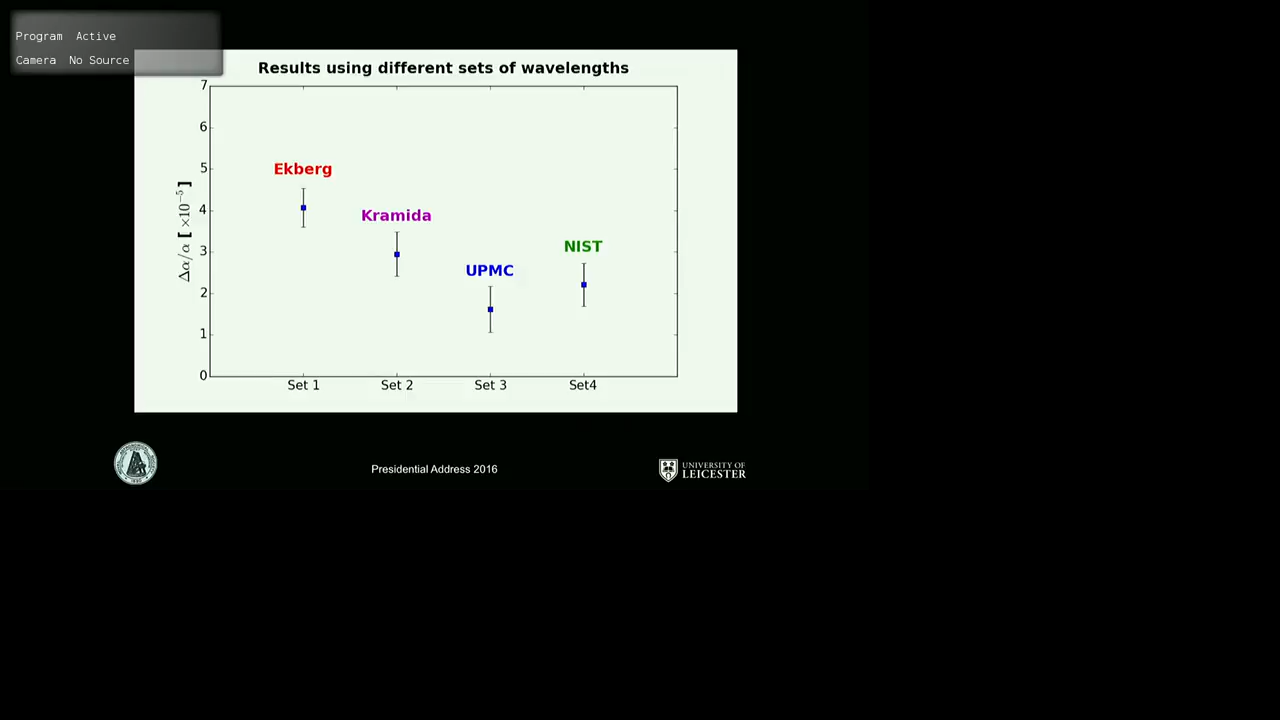 Program Active
Camera No Source
Results using different sets of wavelengths
7
6
5
4
3
2
1
0
Δα/α [ ×10⁻⁵ ]
Ekberg
Kramida
UPMC
NIST
Set 1 Set 2 Set 3 Set4
Presidential Address 2016
UNIVERSITY OF
LEICESTER